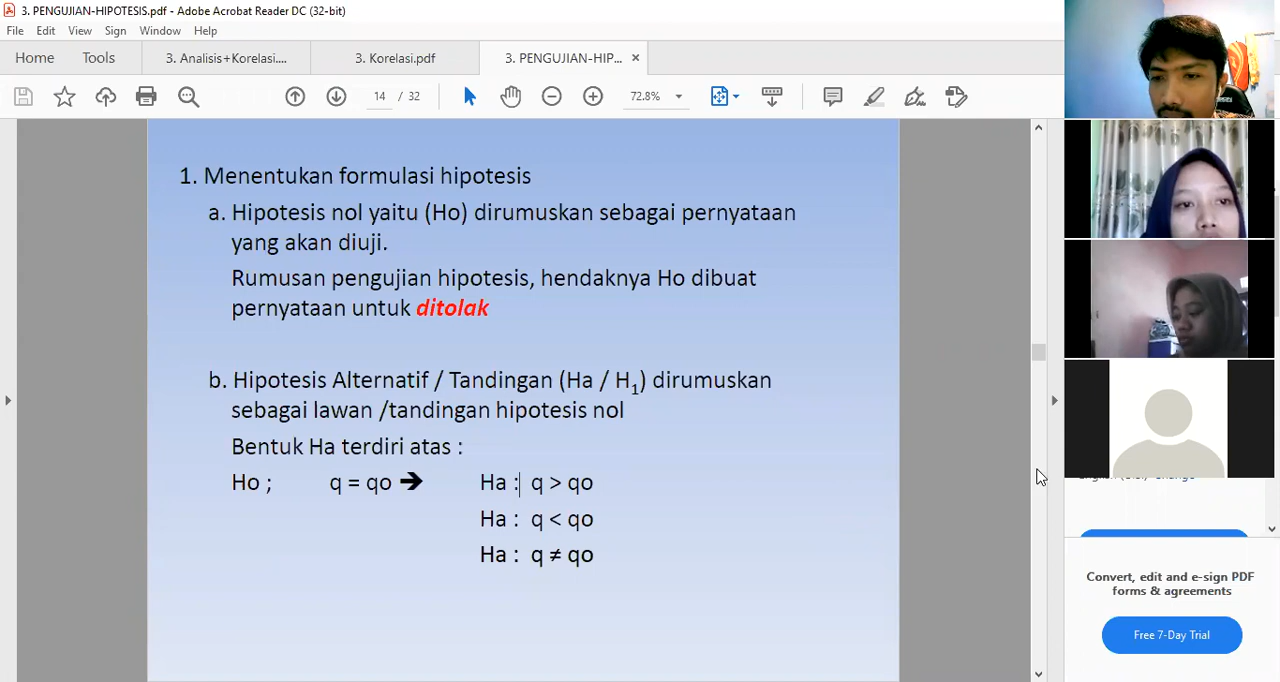 3. PENGUJIAN-HIPOTESIS.pdf - Adobe Acrobat Reader DC (32-bit)
File Edit View Sign Window Help
Home Tools 3. Analisis+Korelasi.... 3. Korelasi.pdf 3. PENGUJIAN-HIP... ×
14 / 32 72.8%
1. Menentukan formulasi hipotesis
a. Hipotesis nol yaitu (Ho) dirumuskan sebagai pernyataan
yang akan diuji.
Rumusan pengujian hipotesis, hendaknya Ho dibuat
pernyataan untuk ditolak
b. Hipotesis Alternatif / Tandingan (Ha / H1) dirumuskan
sebagai lawan /tandingan hipotesis nol
Bentuk Ha terdiri atas :
Ho ; q = qo ➔ Ha : q > qo
Ha : q < qo
Ha : q ≠ qo
Convert, edit and e-sign PDF
forms & agreements
Free 7-Day Trial